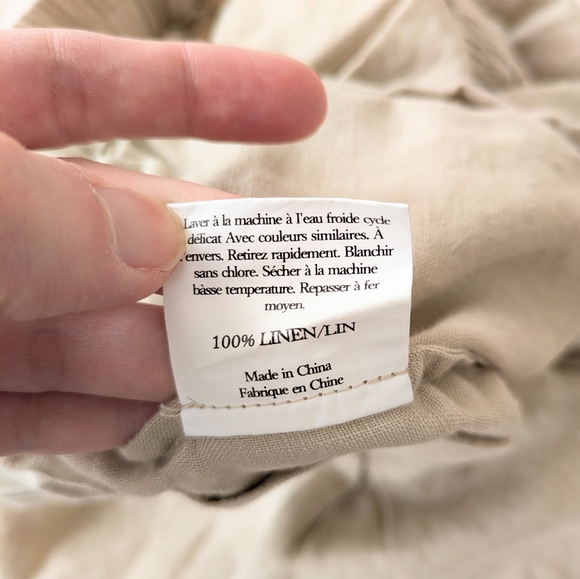 Laver à la machine à l'eau froide cycle
délicat Avec couleurs similaires. À
l'envers. Retirez rapidement. Blanchir
sans chlore. Sécher à la machine
bàsse temperature. Repasser à fer
moyen.
100% LINEN/LIN
Made in China
Fabrique en Chine